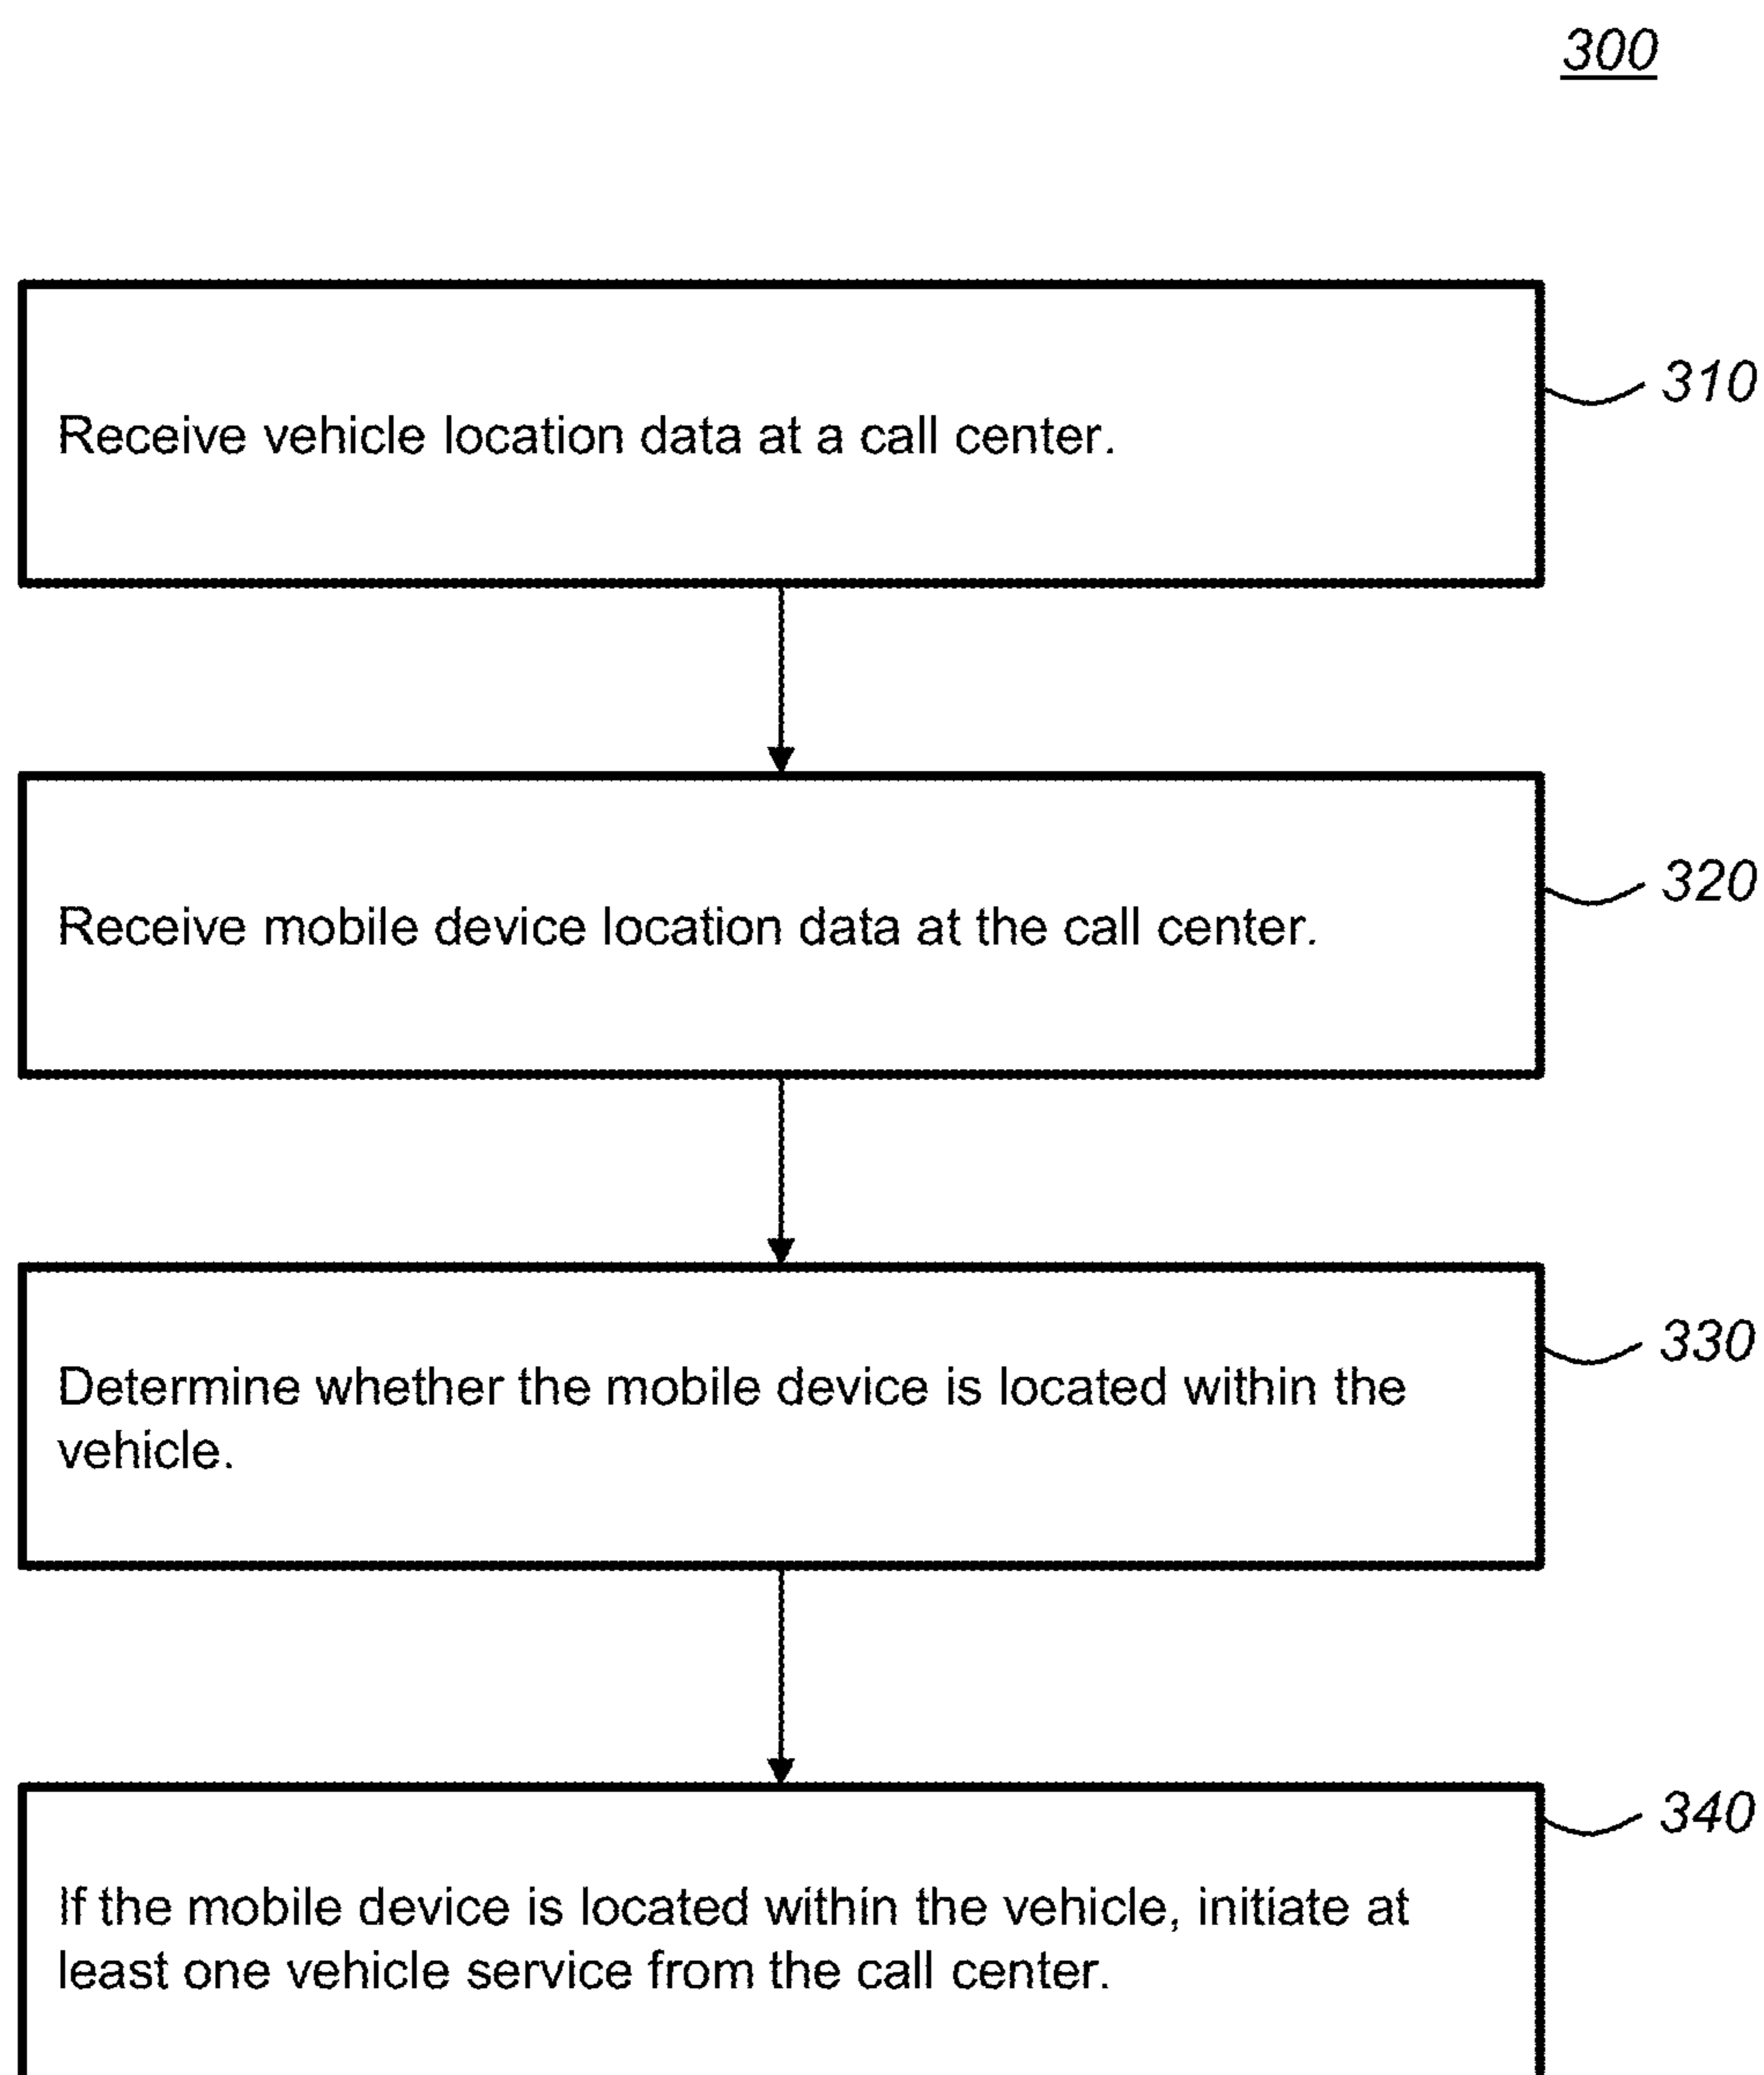 300
Receive vehicle location data at a call center.
310
Receive mobile device location data at the call center.
320
Determine whether the mobile device is located within the
vehicle.
330
If the mobile device is located within the vehicle, initiate at
least one vehicle service from the call center.
340